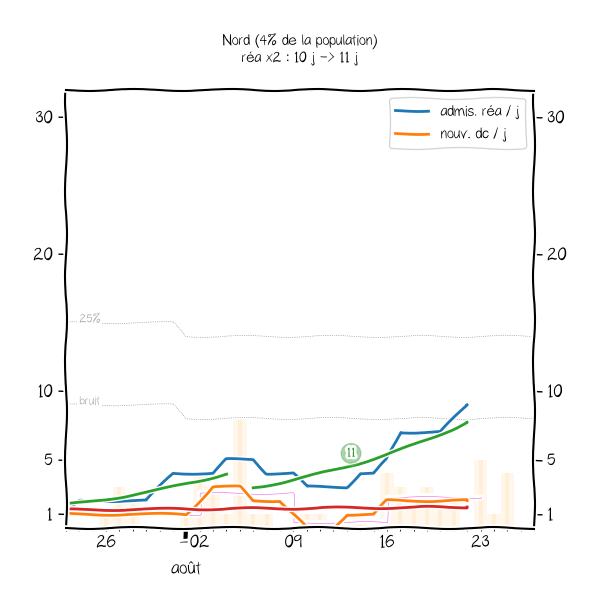 Nord (4% de la population)
réa x2 : 10 j -> 11 j
admis. réa / j
nouv. dc / j
30
30
20
20
25%
10
bruit
10
11
5
5
1
1
26
02
09
16
23
août